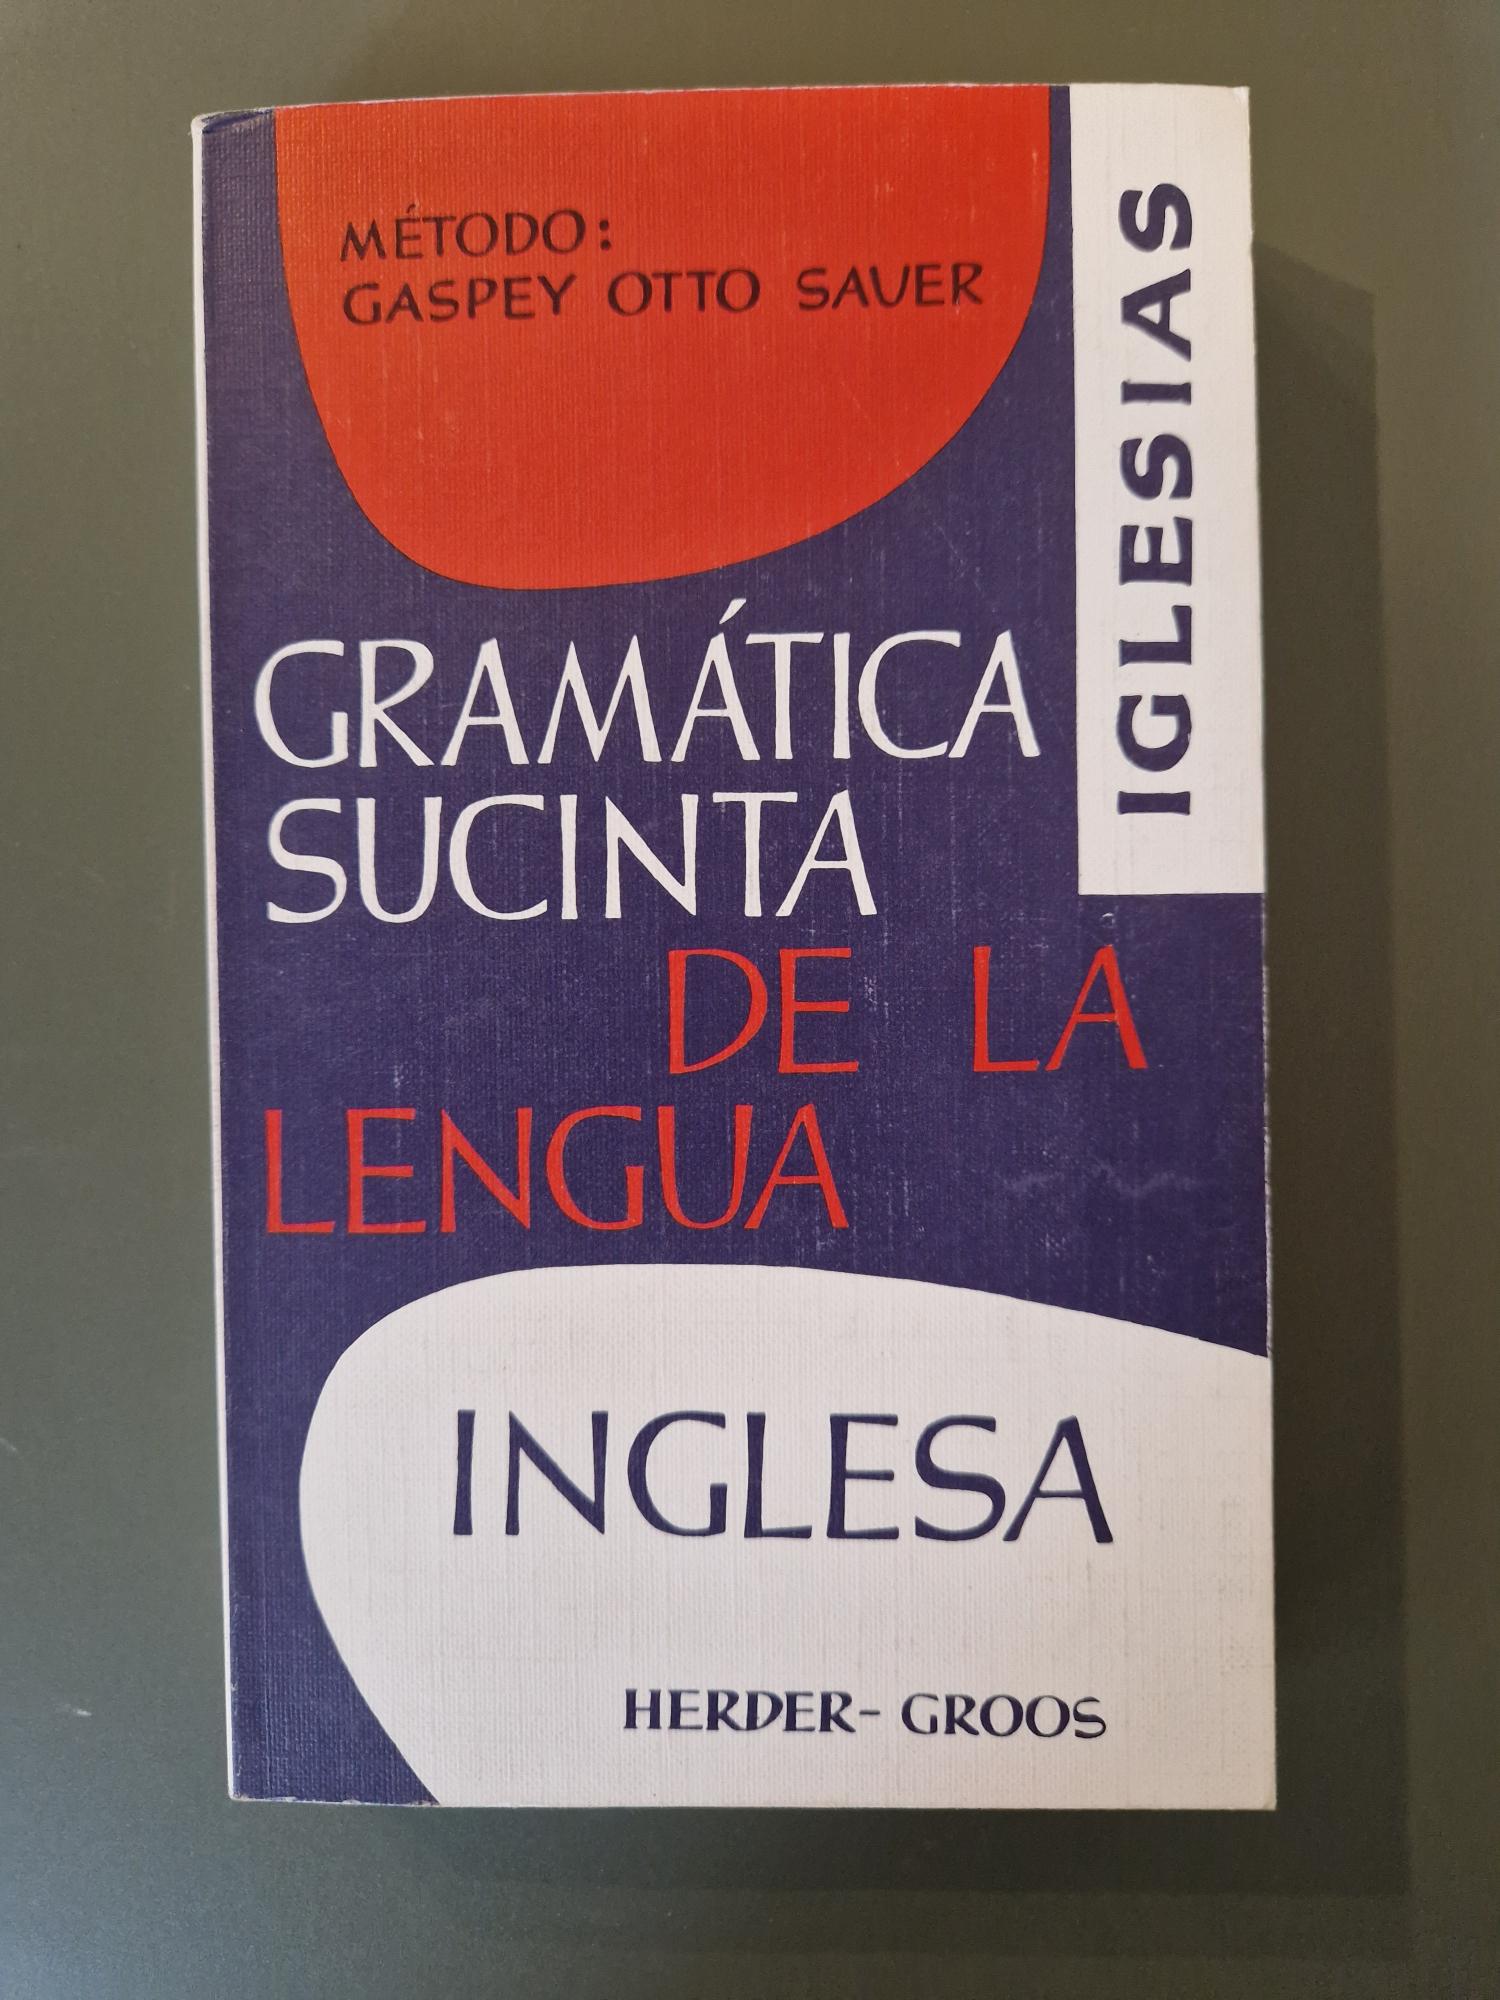 MÉTODO:
GASPEY OTTO SAUER
IGLESIAS
GRAMÁTICA
SUCINTA
DE LA
LENGUA
INGLESA
HERDER-GROOS